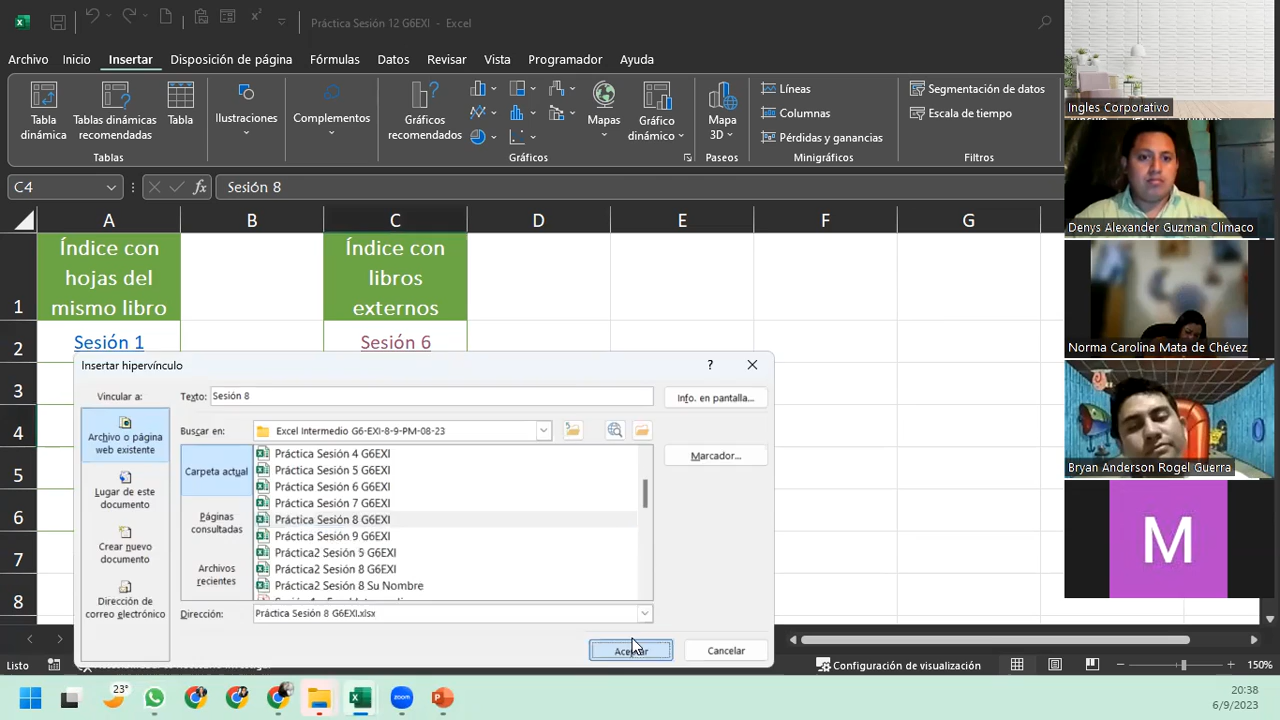 Práctica Sesión 12 G6EXI - Excel
Archivo Inicio Insertar Disposición de página Fórmulas Datos Vista Programador Ayuda
Tabla dinámica
Tablas dinámicas recomendadas
Tabla
Tablas
Ilustraciones
Complementos
Gráficos recomendados
Mapas
Gráfico dinámico
Gráficos
Mapa 3D
Paseos
Líneas
Columnas
Pérdidas y ganancias
Minigráficos
Segmentación de datos
Escala de tiempo
Filtros
C4 fx Sesión 8
A B C D E F G
1
Índice con
hojas del
mismo libro
Índice con
libros
externos
2 Sesión 1 Sesión 6
3
4
5
6
7
8
Insertar hipervínculo ?
Vincular a: Texto: Sesión 8 Info. en pantalla...
Archivo o página
web existente
Lugar de este
documento
Crear nuevo
documento
Dirección de
correo electrónico
Buscar en: Excel Intermedio G6-EXI-8-9-PM-08-23
Marcador...
Carpeta actual
Páginas
consultadas
Archivos
recientes
Práctica Sesión 4 G6EXI
Práctica Sesión 5 G6EXI
Práctica Sesión 6 G6EXI
Práctica Sesión 7 G6EXI
Práctica Sesión 8 G6EXI
Práctica Sesión 9 G6EXI
Práctica2 Sesión 5 G6EXI
Práctica2 Sesión 8 G6EXI
Práctica2 Sesión 8 Su Nombre
Dirección: Práctica Sesión 8 G6EXI.xlsx
Aceptar Cancelar
Listo
Configuración de visualización
150%
23°
zoom
20:38
6/9/2023
Ingles Corporativo
Denys Alexander Guzman Climaco
Norma Carolina Mata de Chévez
Bryan Anderson Rogel Guerra
M